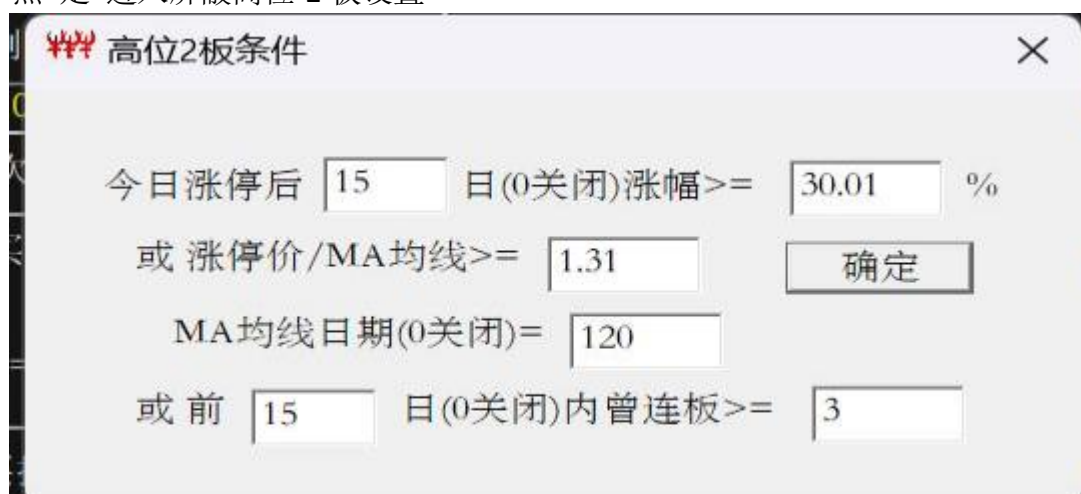 高位2板条件
今日涨停后 15 日(0关闭)涨幅>= 30.01 %
或 涨停价/MA均线>= 1.31 确定
MA均线日期(0关闭)= 120
或 前 15 日(0关闭)内曾连板>= 3